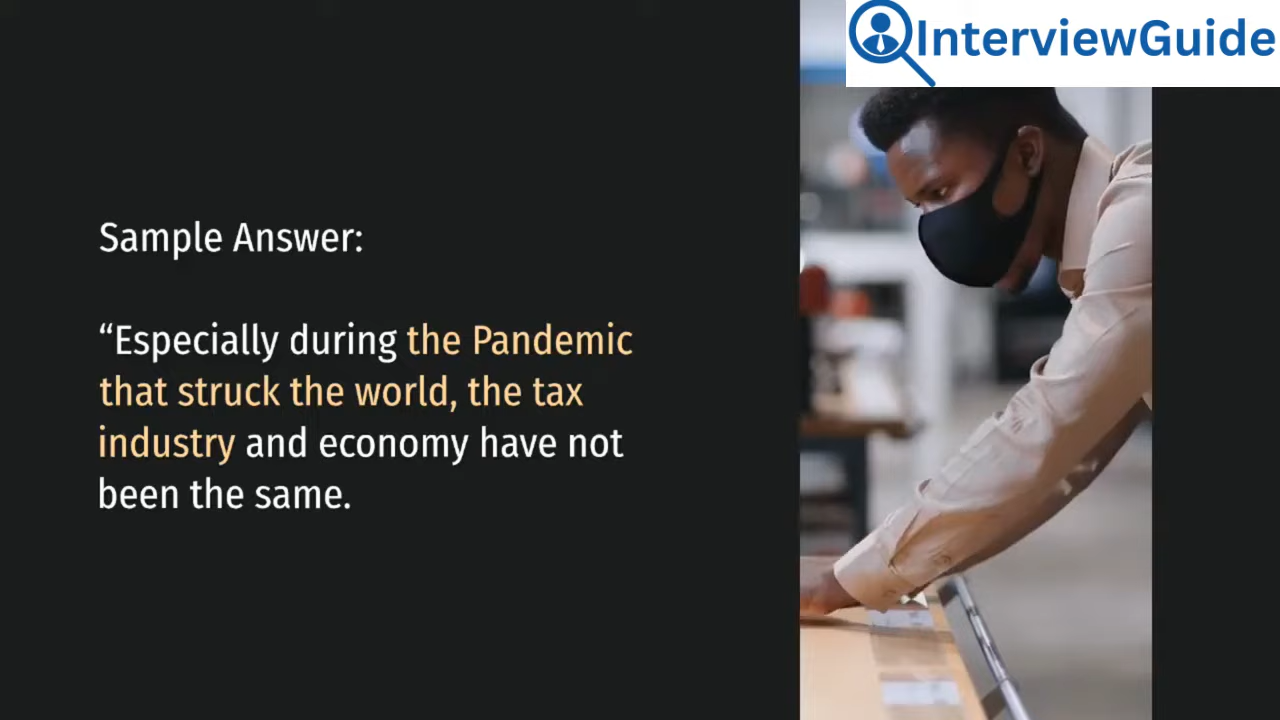 InterviewGuide
Sample Answer:
“Especially during the Pandemic
that struck the world, the tax
industry and economy have not
been the same.